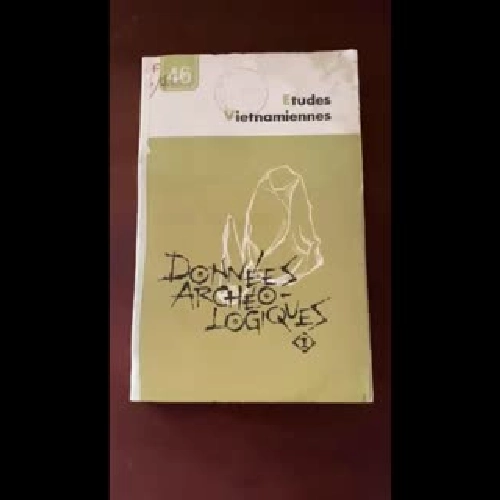 46
Etudes
Vietnamiennes
DONNÉES
ARCHÉO-
LOGIQUES
1